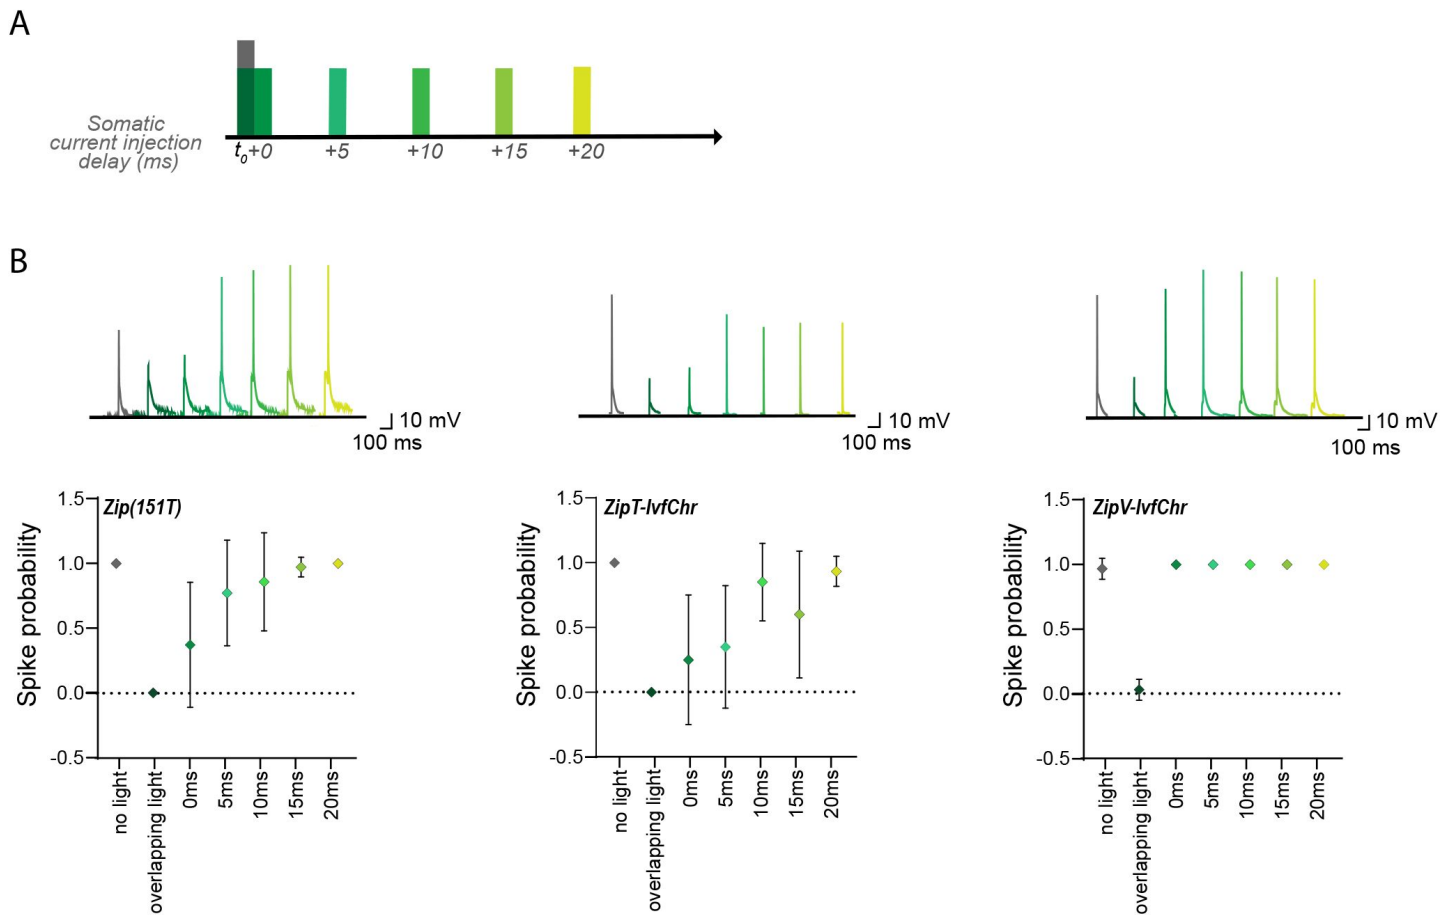 A
Somatic
current injection
delay (ms)
t0+0 +5 +10 +15 +20
B
10 mV
100 ms
10 mV
100 ms
10 mV
100 ms
Zip(151T)
Spike probability
1.5
1.0
0.5
0.0
-0.5
no light
overlapping light
0ms
5ms
10ms
15ms
20ms
ZipT-IvfChr
Spike probability
1.5
1.0
0.5
0.0
-0.5
no light
overlapping light
0ms
5ms
10ms
15ms
20ms
ZipV-IvfChr
Spike probability
1.5
1.0
0.5
0.0
-0.5
no light
overlapping light
0ms
5ms
10ms
15ms
20ms